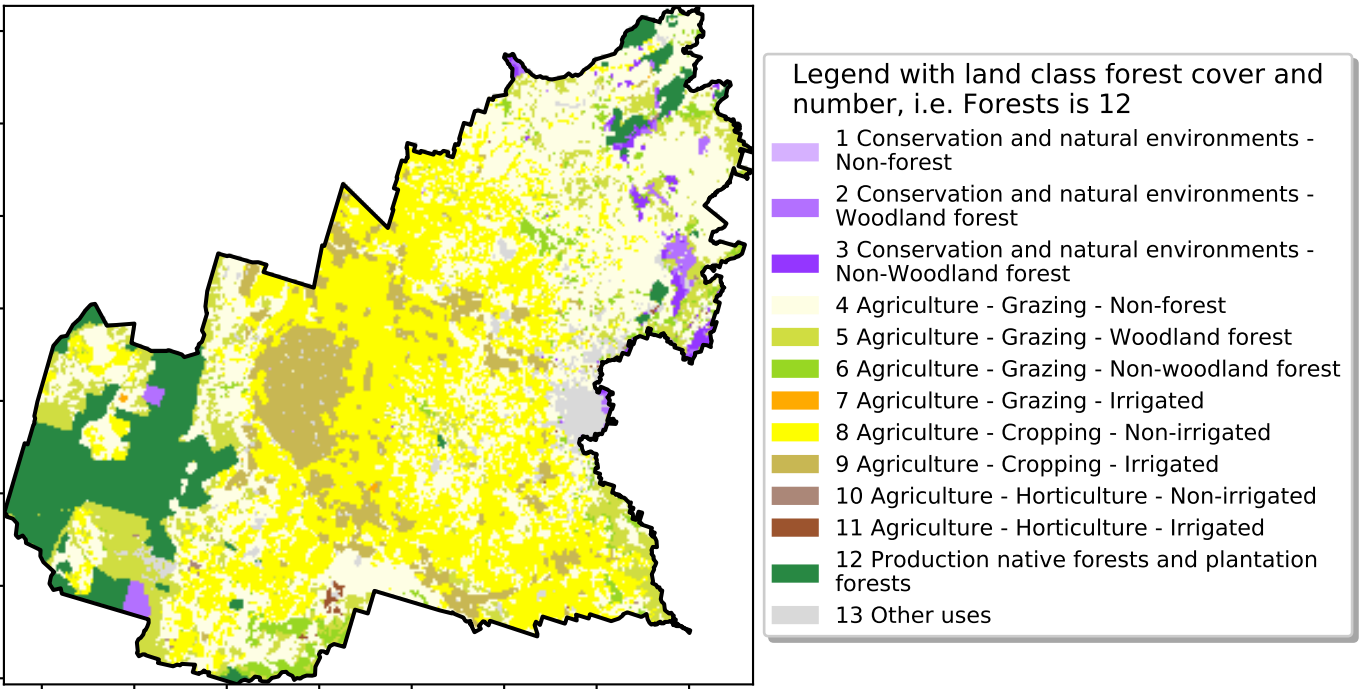 Legend with land class forest cover and
number, i.e. Forests is 12
1 Conservation and natural environments -
Non-forest
2 Conservation and natural environments -
Woodland forest
3 Conservation and natural environments -
Non-Woodland forest
4 Agriculture - Grazing - Non-forest
5 Agriculture - Grazing - Woodland forest
6 Agriculture - Grazing - Non-woodland forest
7 Agriculture - Grazing - Irrigated
8 Agriculture - Cropping - Non-irrigated
9 Agriculture - Cropping - Irrigated
10 Agriculture - Horticulture - Non-irrigated
11 Agriculture - Horticulture - Irrigated
12 Production native forests and plantation
forests
13 Other uses